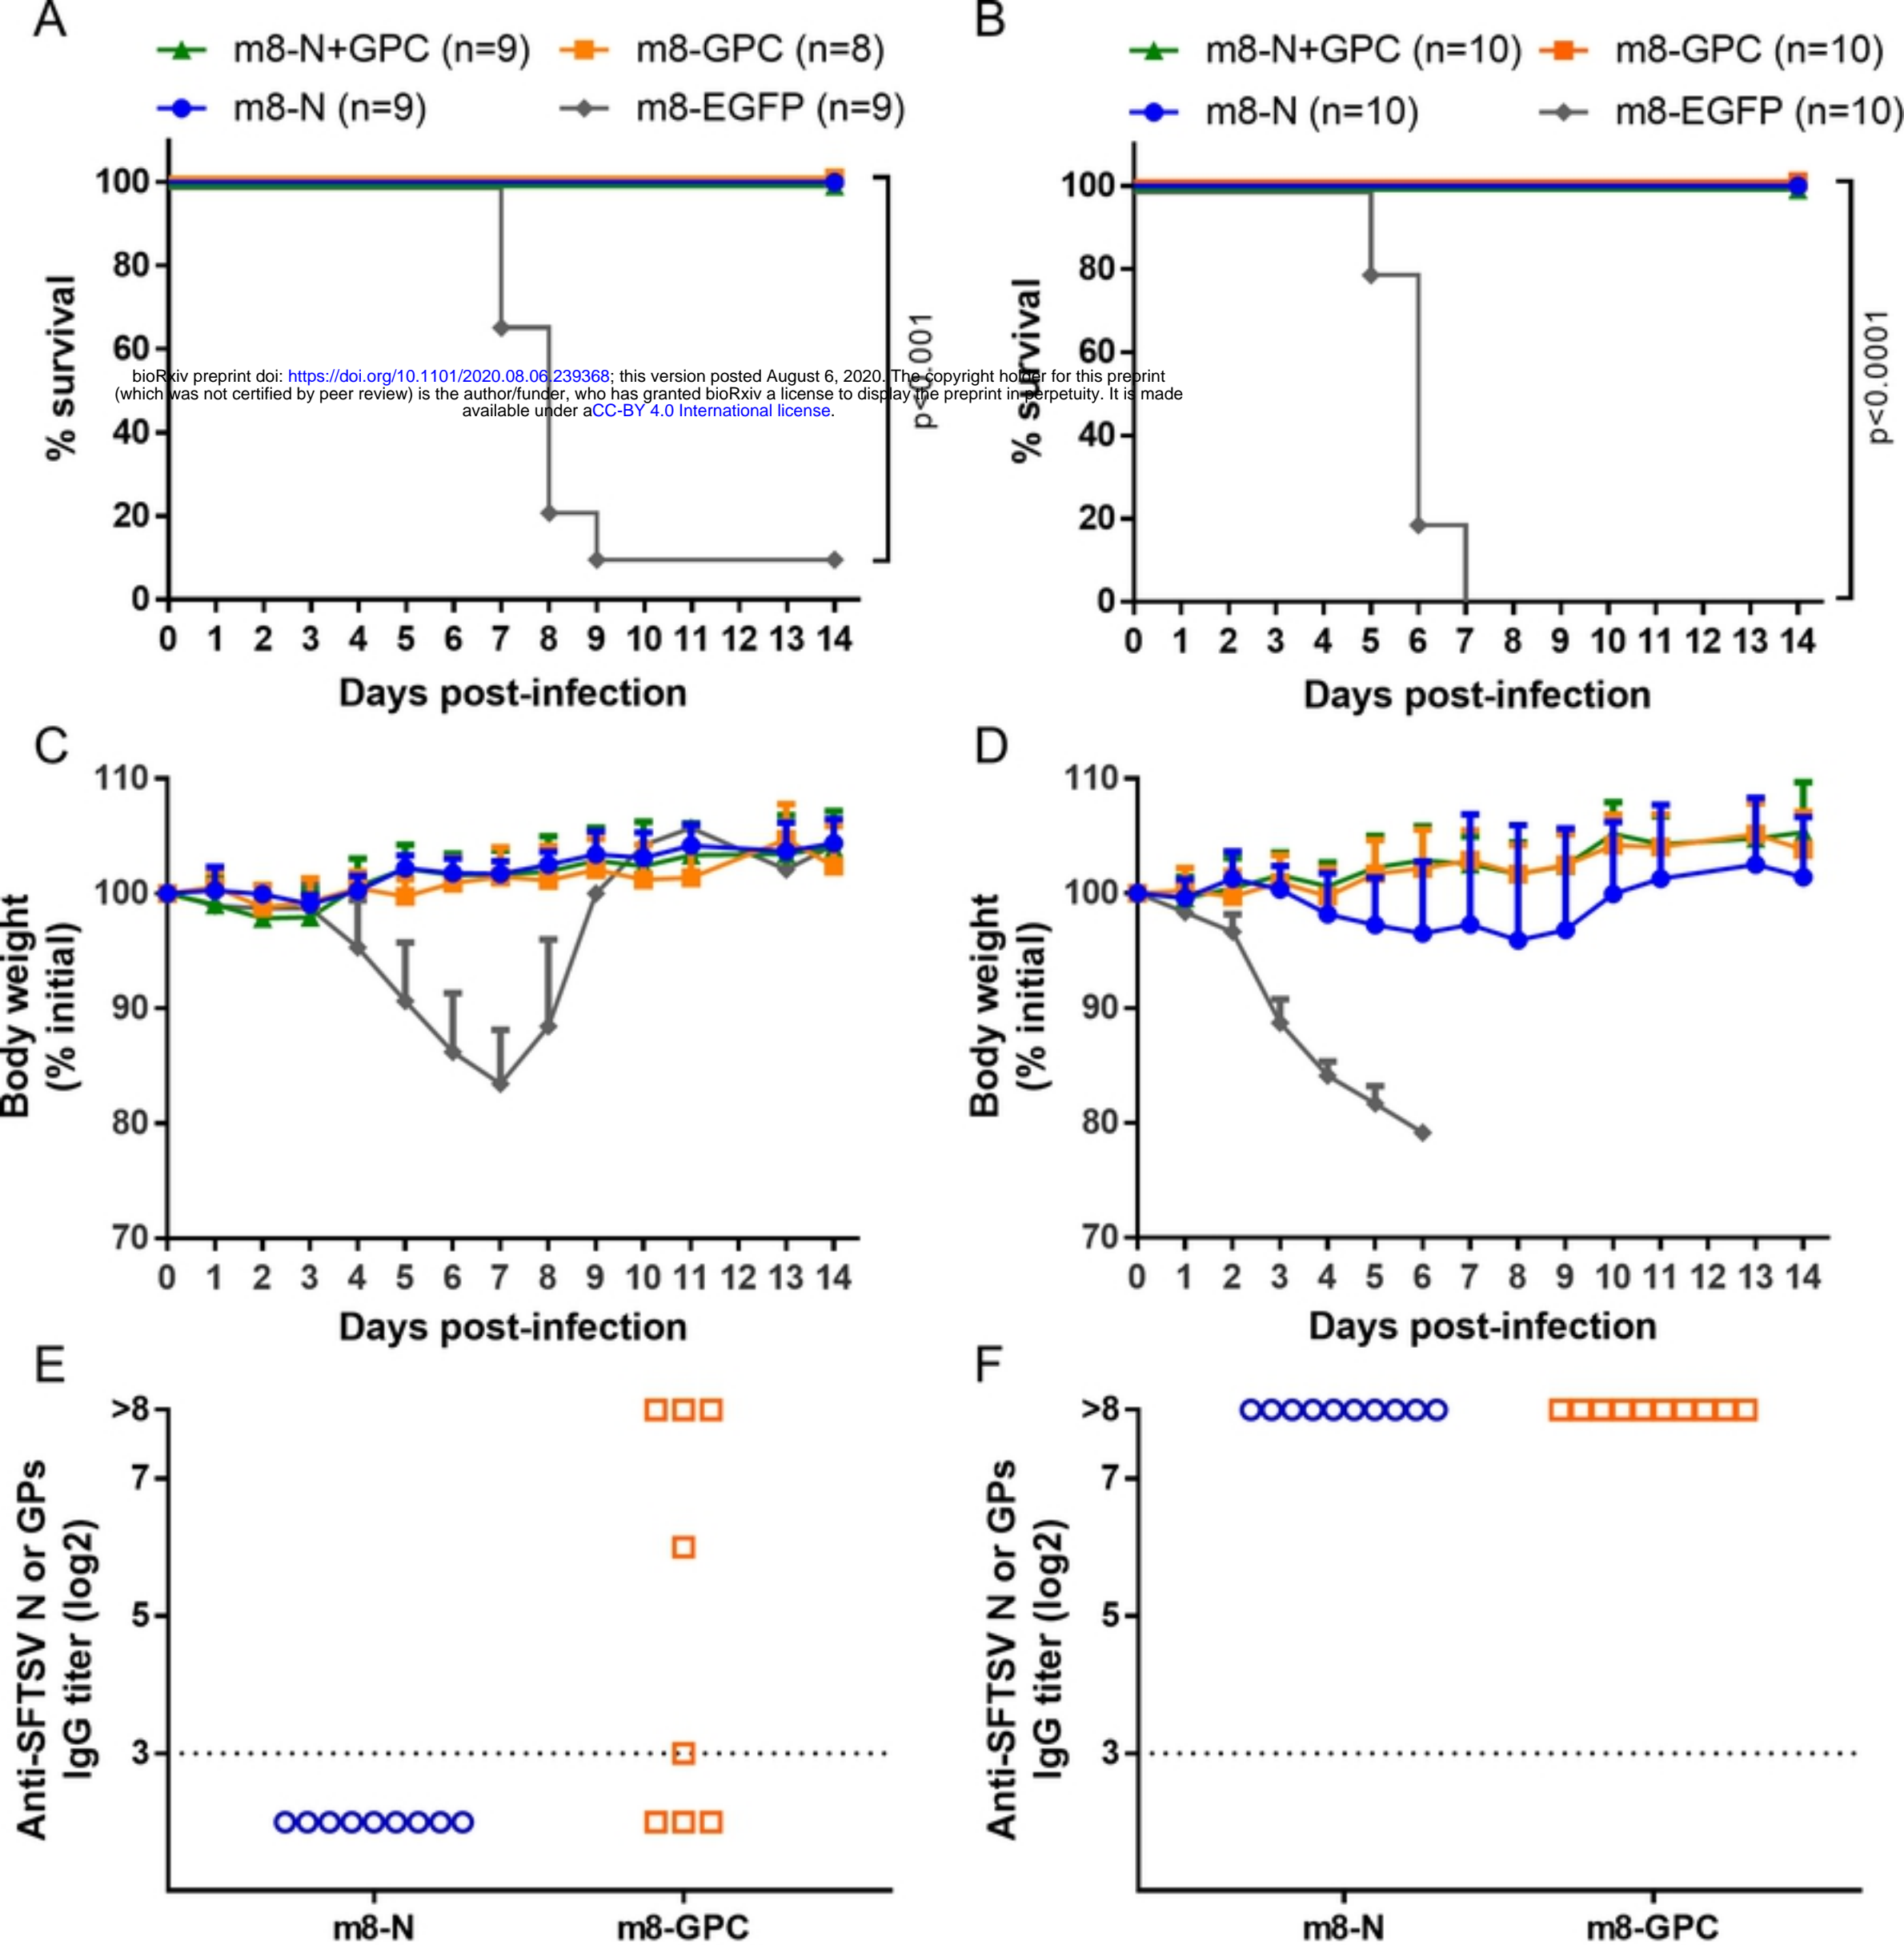 A
m8-N+GPC (n=9) m8-GPC (n=8)
m8-N (n=9) m8-EGFP (n=9)
% survival
100
80
60
40
20
0
0 1 2 3 4 5 6 7 8 9 10 11 12 13 14
Days post-infection
p<0.001
B
m8-N+GPC (n=10) m8-GPC (n=10)
m8-N (n=10) m8-EGFP (n=10)
% survival
100
80
60
40
20
0
0 1 2 3 4 5 6 7 8 9 10 11 12 13 14
Days post-infection
p<0.0001
bioRxiv preprint doi: https://doi.org/10.1101/2020.08.06.239368; this version posted August 6, 2020. The copyright holder for this preprint
(which was not certified by peer review) is the author/funder, who has granted bioRxiv a license to display the preprint in perpetuity. It is made
available under aCC-BY 4.0 International license.
C
Body weight
(% initial)
110
100
90
80
70
0 1 2 3 4 5 6 7 8 9 10 11 12 13 14
Days post-infection
D
Body weight
(% initial)
110
100
90
80
70
0 1 2 3 4 5 6 7 8 9 10 11 12 13 14
Days post-infection
E
Anti-SFTSV N or GPs
IgG titer (log2)
>8
7
5
3
m8-N m8-GPC
F
Anti-SFTSV N or GPs
IgG titer (log2)
>8
7
5
3
m8-N m8-GPC